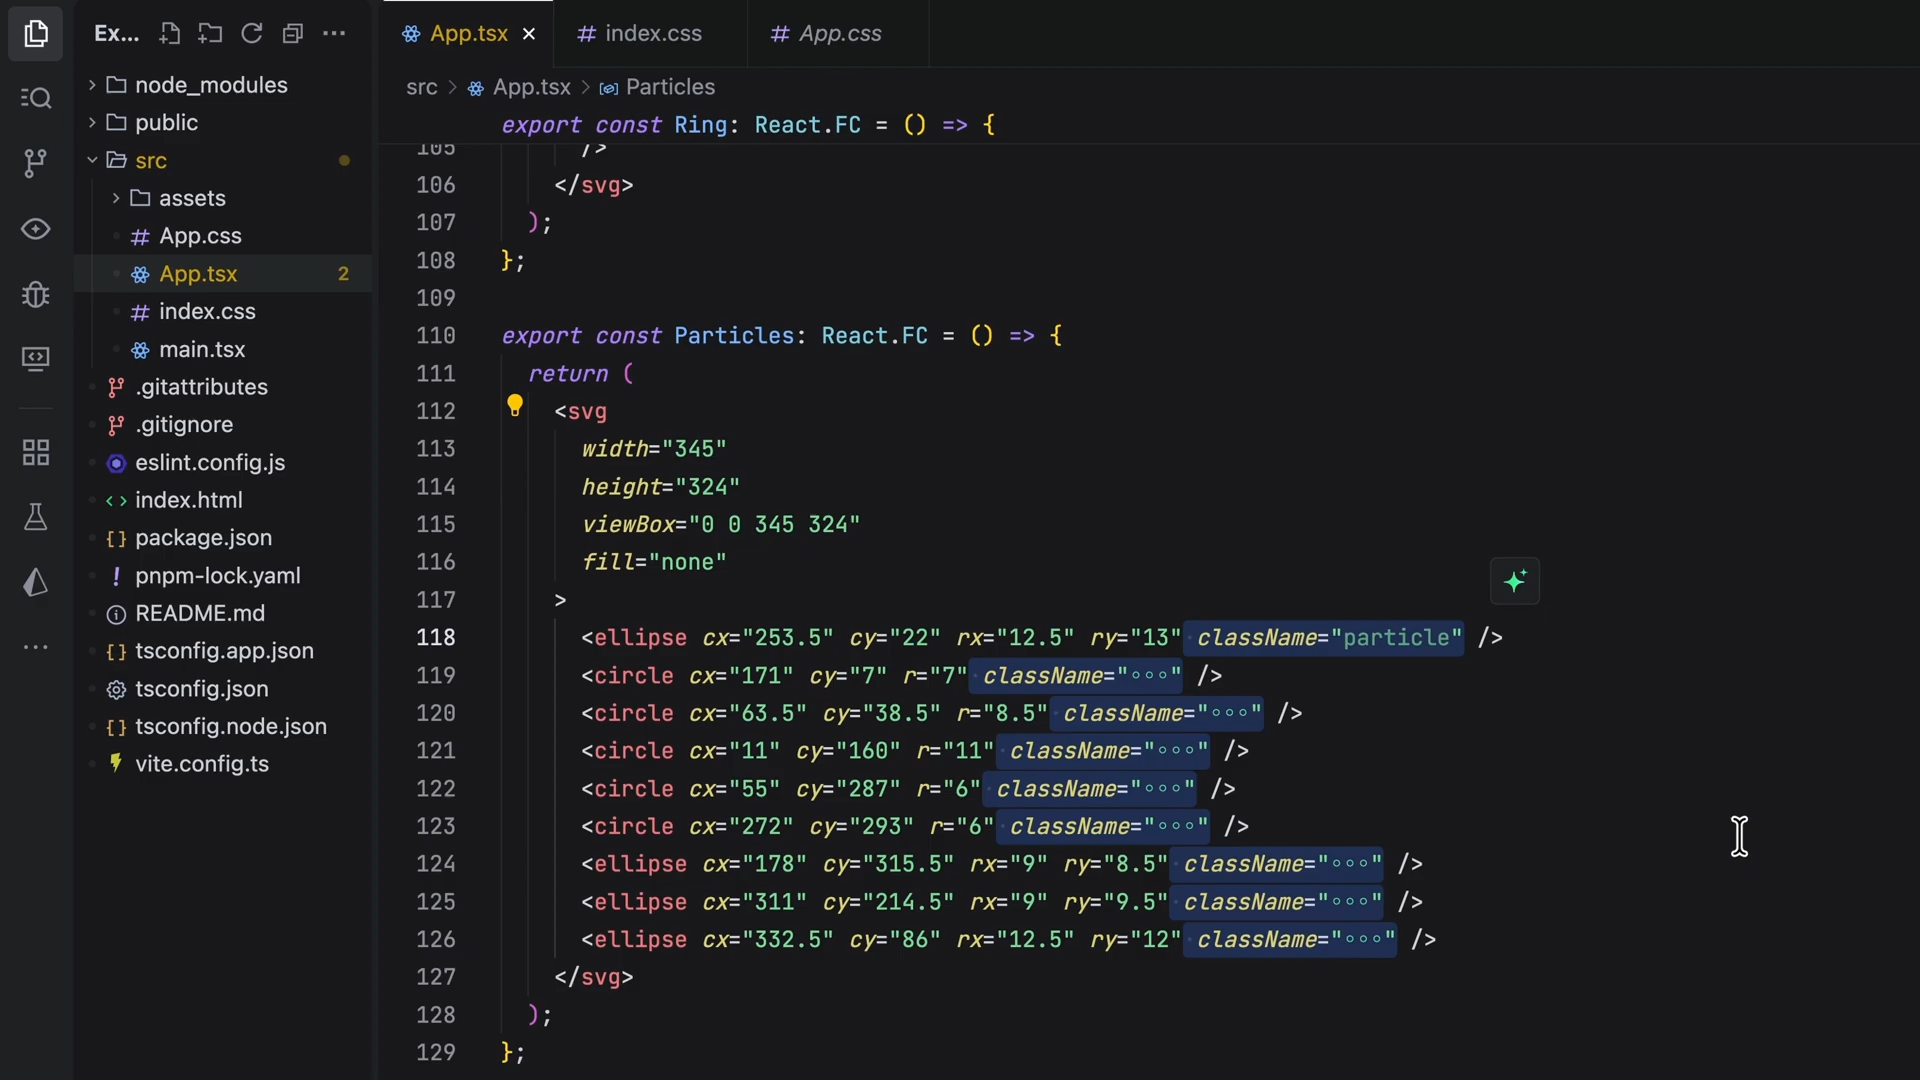 Ex...
node_modules
public
src
assets
App.css
App.tsx 2
index.css
main.tsx
.gitattributes
.gitignore
eslint.config.js
index.html
package.json
pnpm-lock.yaml
README.md
tsconfig.app.json
tsconfig.json
tsconfig.node.json
vite.config.ts
App.tsx index.css App.css
src > App.tsx > Particles
export const Ring: React.FC = () => {
105 />
106 </svg>
107 );
108 };
109
110 export const Particles: React.FC = () => {
111 return (
112 <svg
113 width="345"
114 height="324"
115 viewBox="0 0 345 324"
116 fill="none"
117 >
118 <ellipse cx="253.5" cy="22" rx="12.5" ry="13" className="particle" />
119 <circle cx="171" cy="7" r="7" className="∘∘∘" />
120 <circle cx="63.5" cy="38.5" r="8.5" className="∘∘∘" />
121 <circle cx="11" cy="160" r="11" className="∘∘∘" />
122 <circle cx="55" cy="287" r="6" className="∘∘∘" />
123 <circle cx="272" cy="293" r="6" className="∘∘∘" />
124 <ellipse cx="178" cy="315.5" rx="9" ry="8.5" className="∘∘∘" />
125 <ellipse cx="311" cy="214.5" rx="9" ry="9.5" className="∘∘∘" />
126 <ellipse cx="332.5" cy="86" rx="12.5" ry="12" className="∘∘∘" />
127 </svg>
128 );
129 };